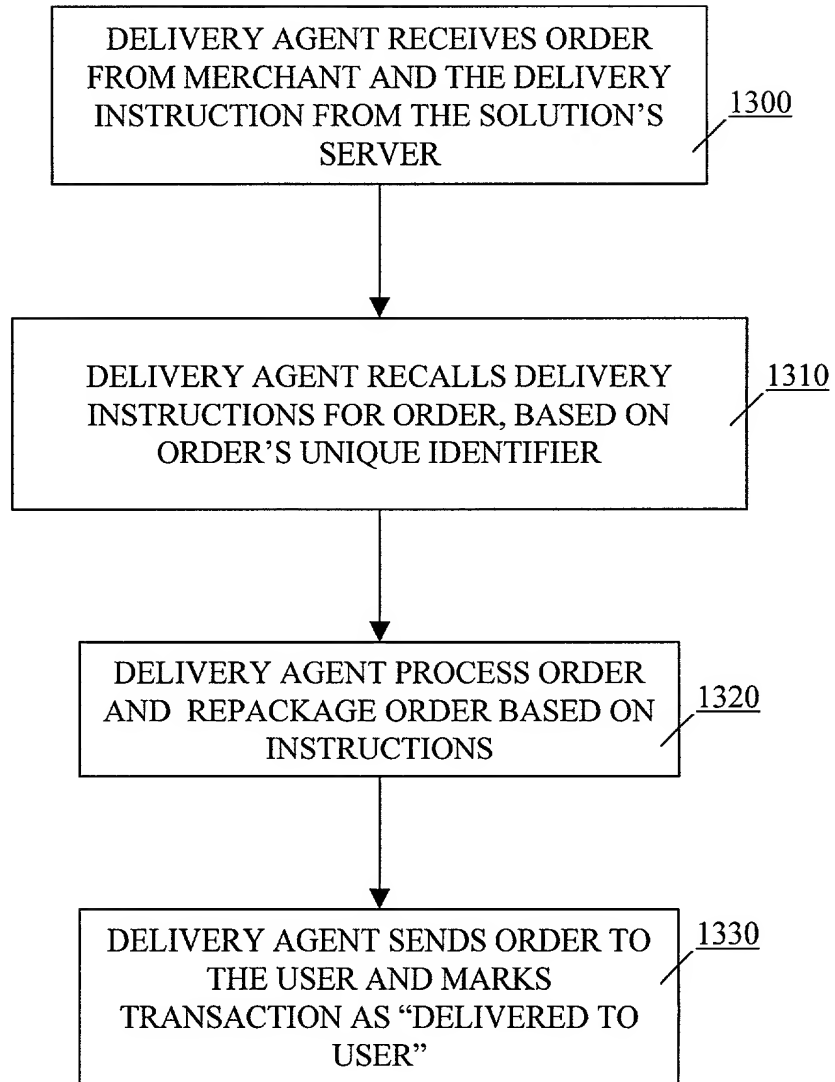 DELIVERY AGENT RECEIVES ORDER
FROM MERCHANT AND THE DELIVERY
INSTRUCTION FROM THE SOLUTION'S
SERVER
1300
DELIVERY AGENT RECALLS DELIVERY
INSTRUCTIONS FOR ORDER, BASED ON
ORDER'S UNIQUE IDENTIFIER
1310
DELIVERY AGENT PROCESS ORDER
AND REPACKAGE ORDER BASED ON
INSTRUCTIONS
1320
DELIVERY AGENT SENDS ORDER TO
THE USER AND MARKS
TRANSACTION AS “DELIVERED TO
USER”
1330